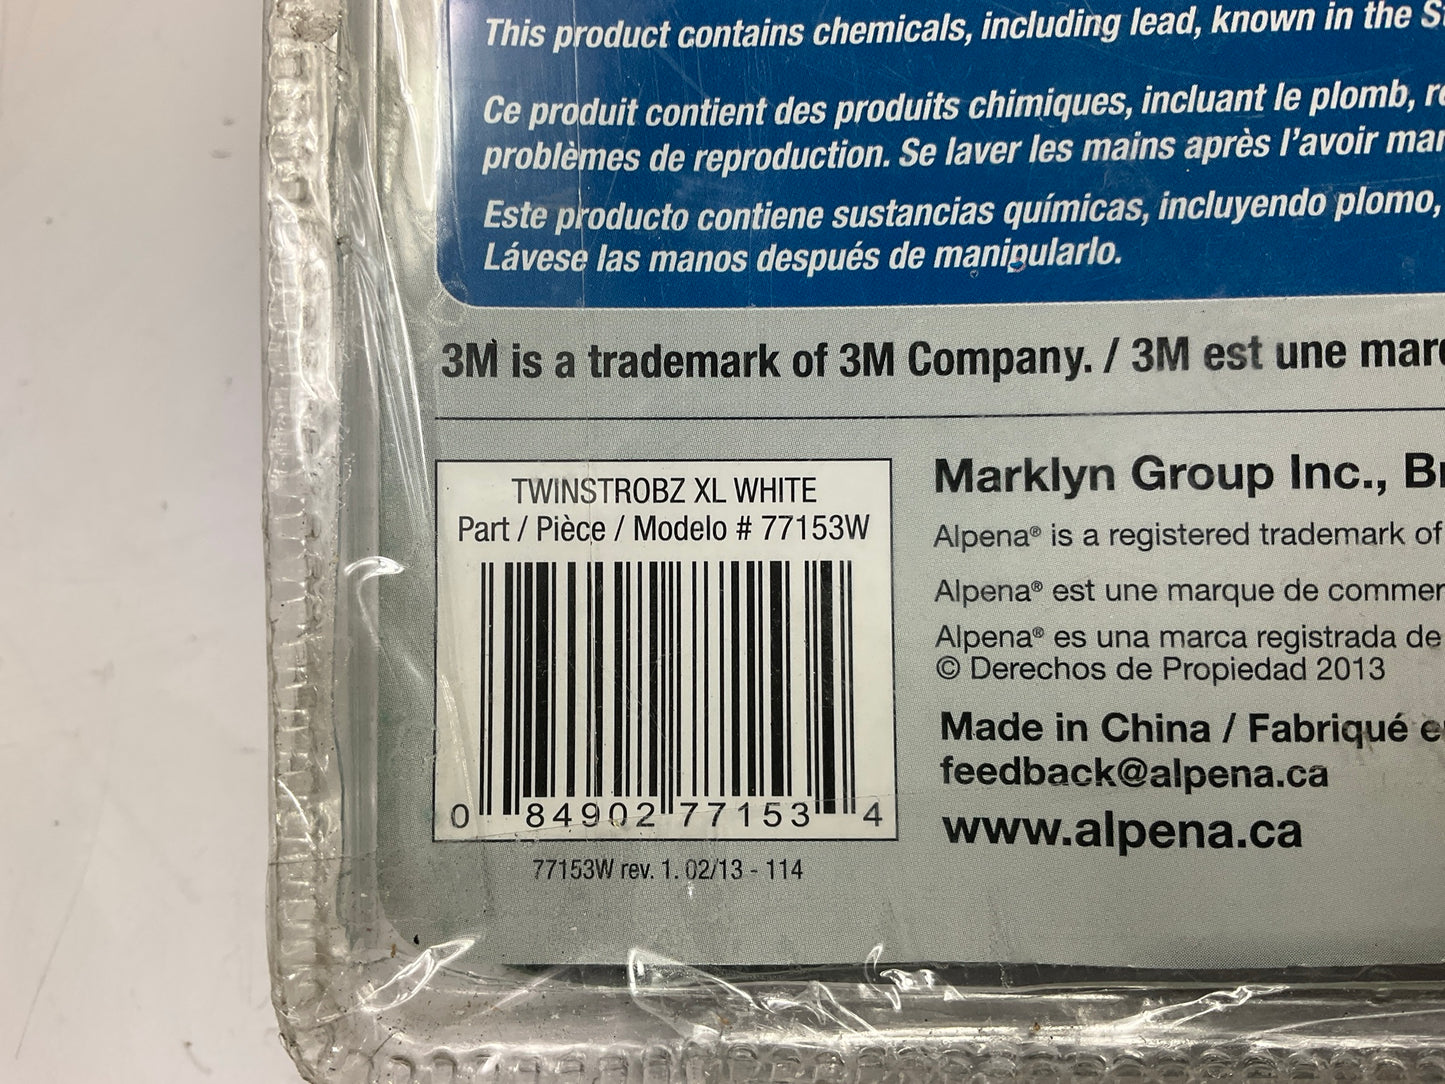 This product contains chemicals, including lead, known in the
Ce produit contient des produits chimiques, incluant le plomb,
problèmes de reproduction. Se laver les mains après l'avoir
Este producto contiene sustancias químicas, incluyendo plomo,
Lávese las manos después de manipularlo.
3M is a trademark of 3M Company. / 3M est une
TWINSTROBZ XL WHITE
Part / Pièce / Modelo # 77153W
0 84902 77153 4
77153W rev. 1. 02/13 - 114
Marklyn Group Inc.,
Alpena® is a registered trademark of
Alpena® est une marque de
Alpena® es una marca registrada de
© Derechos de Propiedad 2013
Made in China / Fabriqué
feedback@alpena.ca
www.alpena.ca